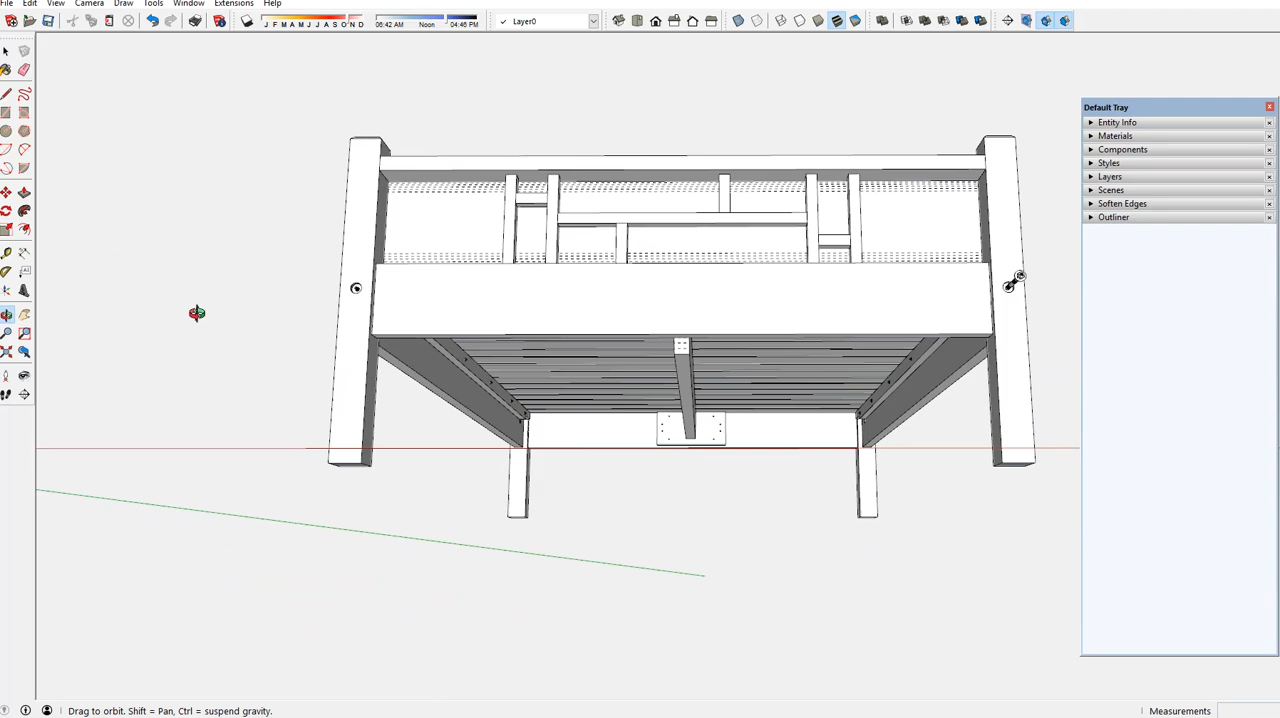 File Edit View Camera Draw Tools Window Extensions Help
J F M A M J J A S O N D
06:42 AM Noon 04:46 PM
Layer0
Default Tray
Entity Info
Materials
Components
Styles
Layers
Scenes
Soften Edges
Outliner
Drag to orbit. Shift = Pan, Ctrl = suspend gravity.
Measurements